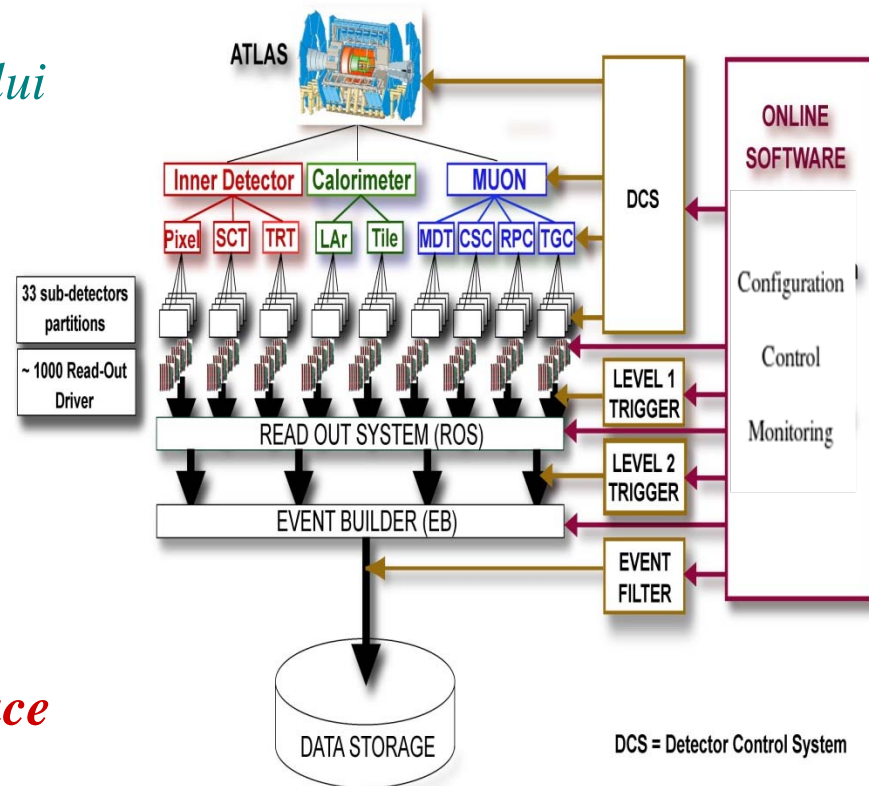 ATLAS
lui
ONLINE
SOFTWARE
Inner Detector
Calorimeter
MUON
DCS
Pixel
SCT
TRT
LAr
Tile
MDT
CSC
RPC
TGC
33 sub-detectors
partitions
~ 1000 Read-Out
Driver
Configuration
Control
Monitoring
LEVEL 1
TRIGGER
READ OUT SYSTEM (ROS)
LEVEL 2
TRIGGER
EVENT BUILDER (EB)
EVENT
FILTER
DATA STORAGE
DCS = Detector Control System